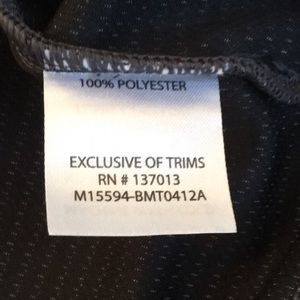 100% POLYESTER
EXCLUSIVE OF TRIMS
RN # 137013
M15594-BMT0412A